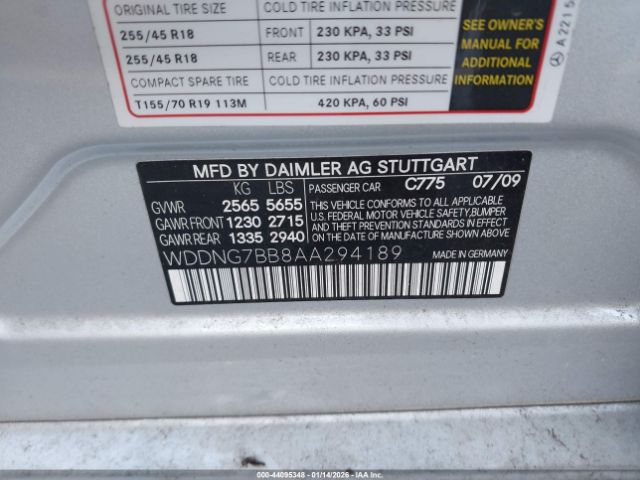 ORIGINAL TIRE SIZE COLD TIRE INFLATION PRESSURE
255/45 R18 FRONT 230 KPA, 33 PSI
255/45 R18 REAR 230 KPA, 33 PSI
COMPACT SPARE TIRE COLD TIRE INFLATION PRESSURE
T155/70 R19 113M 420 KPA, 60 PSI
SEE OWNER'S
MANUAL FOR
ADDITIONAL
INFORMATION
A 221 5
MFD BY DAIMLER AG STUTTGART
KG LBS PASSENGER CAR C775 07/09
GVWR 2565 5655
GAWR FRONT 1230 2715
GAWR REAR 1335 2940
THIS VEHICLE CONFORMS TO ALL APPLICABLE
U.S. FEDERAL MOTOR VEHICLE SAFETY, BUMPER
AND THEFT PREVENTION STANDARDS IN EFFECT
ON THE DATE OF MANUFACTURE SHOWN ABOVE.
WDDNG7BB8AA294189
000-44095348 - 01/14/2026 - IAAI.COM